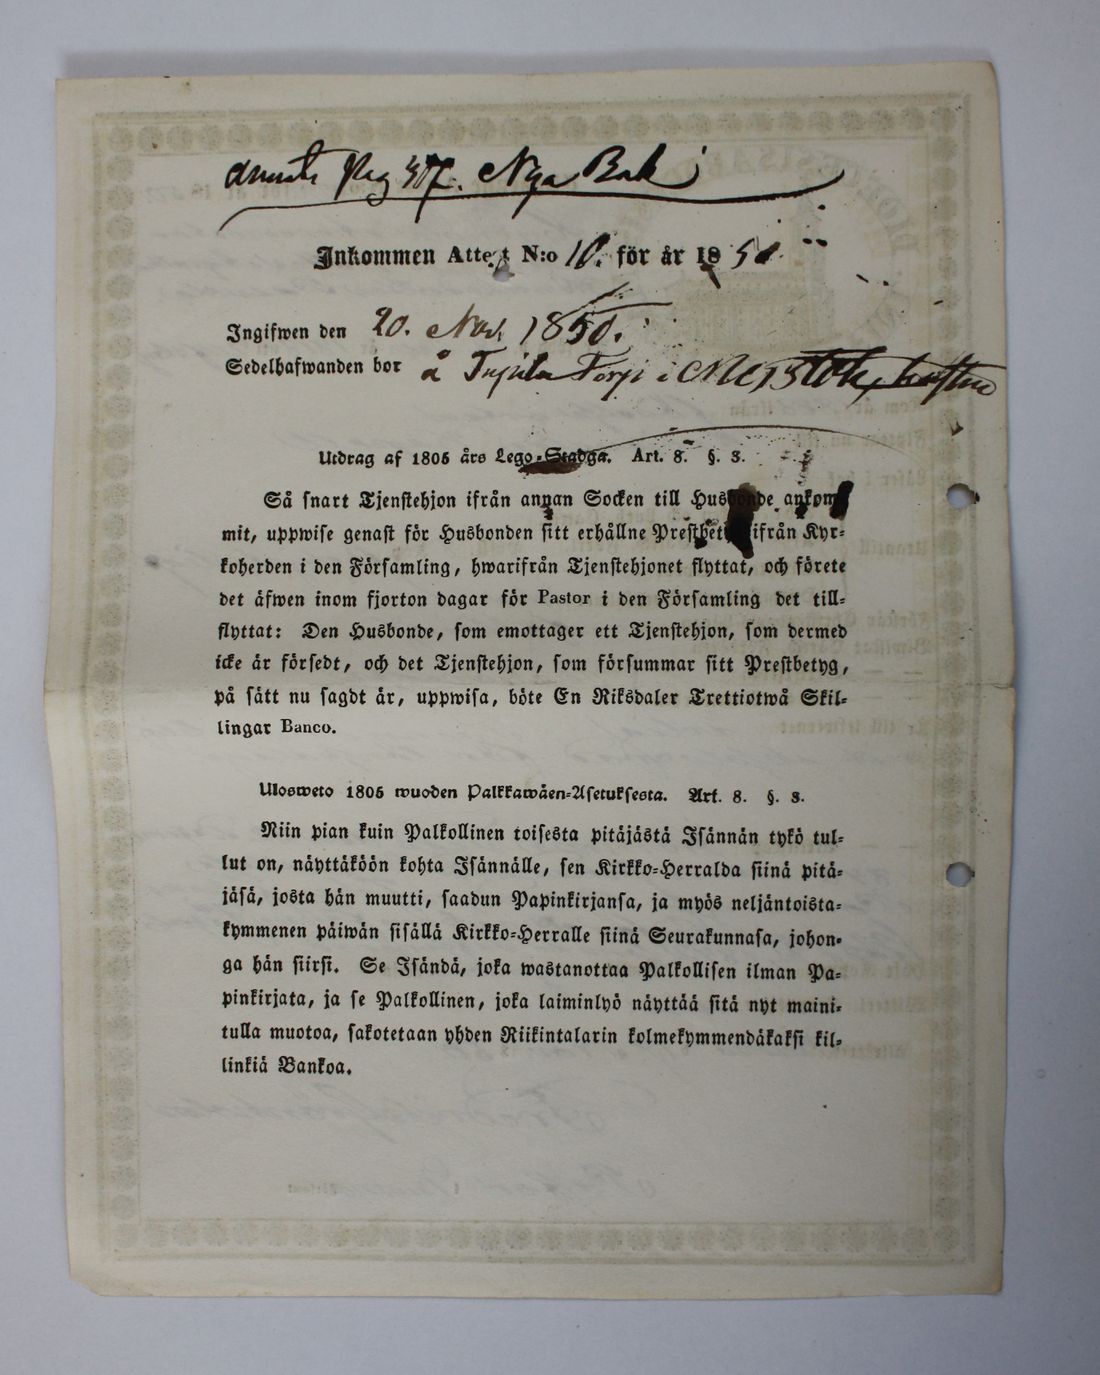 Pag 417. Nya Bok
Inkommen Attest N:o 10. för år 1850
Ingifwen den 20. Nov. 1850.
Sedelhafwanden bor å
Utdrag af 1805 års Lego-Stadga. Art. 8. §. 3.
Så snart Tjenstehjon ifrån annan Socken till Husbonde ankom-
mit, uppwise genast för Husbonden sitt erhållne Prestbetyg ifrån Kyr-
koherden i den Församling, hwarifrån Tjenstehjonet flyttat, och förete
det äfwen inom fjorton dagar för Pastor i den Församling det till-
flyttat: Den Husbonde, som emottager ett Tjenstehjon, som dermed
icke är försedt, och det Tjenstehjon, som försummar sitt Prestbetyg,
på sätt nu sagdt är, uppwisa, böte En Riksdaler Trettiotwå Skil-
lingar Banco.
Ulosweto 1805 wuoden Palkkawäen-Asetuksesta. Art. 8. §. 3.
Niin pian kuin Palkollinen toisesta pitäjästä Isännän tykö tul-
lut on, näyttäköön kohta Isännälle, sen Kirkko-Herralda siinä pitä-
jäsä, josta hän muutti, saadun Papinkirjansa, ja myös neljäntoista-
kymmenen päiwän sisällä Kirkko-Herralle siinä Seurakunnasa, johon-
ga hän siirsi. Se Isändä, joka wastanottaa Palkollisen ilman Pa-
pinkirjata, ja se Palkollinen, joka laiminlyö näyttää sitä nyt maini-
tulla muotoa, sakotetaan yhden Riikintalarin kolmekymmendäkaksi kil-
linkiä Bankoa.